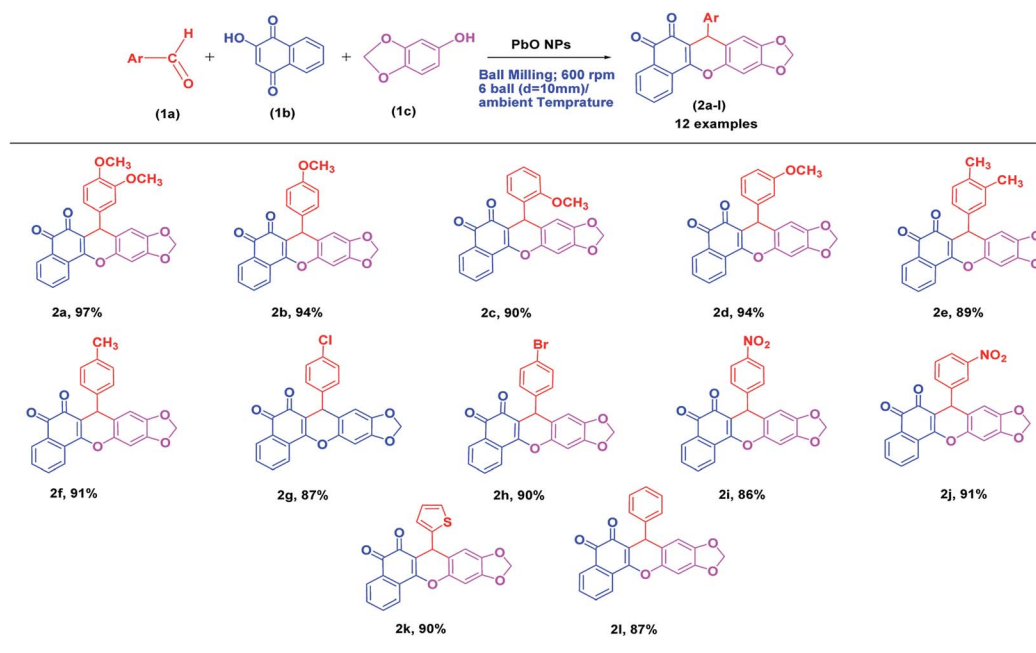 Ar
H
C
O
(1a)
+
O
HO
O
(1b)
+
O
O
OH
(1c)
PbO NPs
Ball Milling; 600 rpm
6 ball (d=10mm)/
ambient Temprature
O O Ar
O
O
O
(2a-l)
12 examples
OCH3
OCH3
O
O
O
O
O
2a, 97%
OCH3
O
O
O
O
O
2b, 94%
OCH3
O
O
O
O
O
2c, 90%
OCH3
O
O
O
O
O
2d, 94%
CH3
CH3
O
O
O
O
O
2e, 89%
CH3
O
O
O
O
O
2f, 91%
Cl
O
O
O
O
O
2g, 87%
Br
O
O
O
O
O
2h, 90%
NO2
O
O
O
O
O
2i, 86%
NO2
O
O
O
O
O
2j, 91%
S
O
O
O
O
O
2k, 90%
O
O
O
O
O
2l, 87%